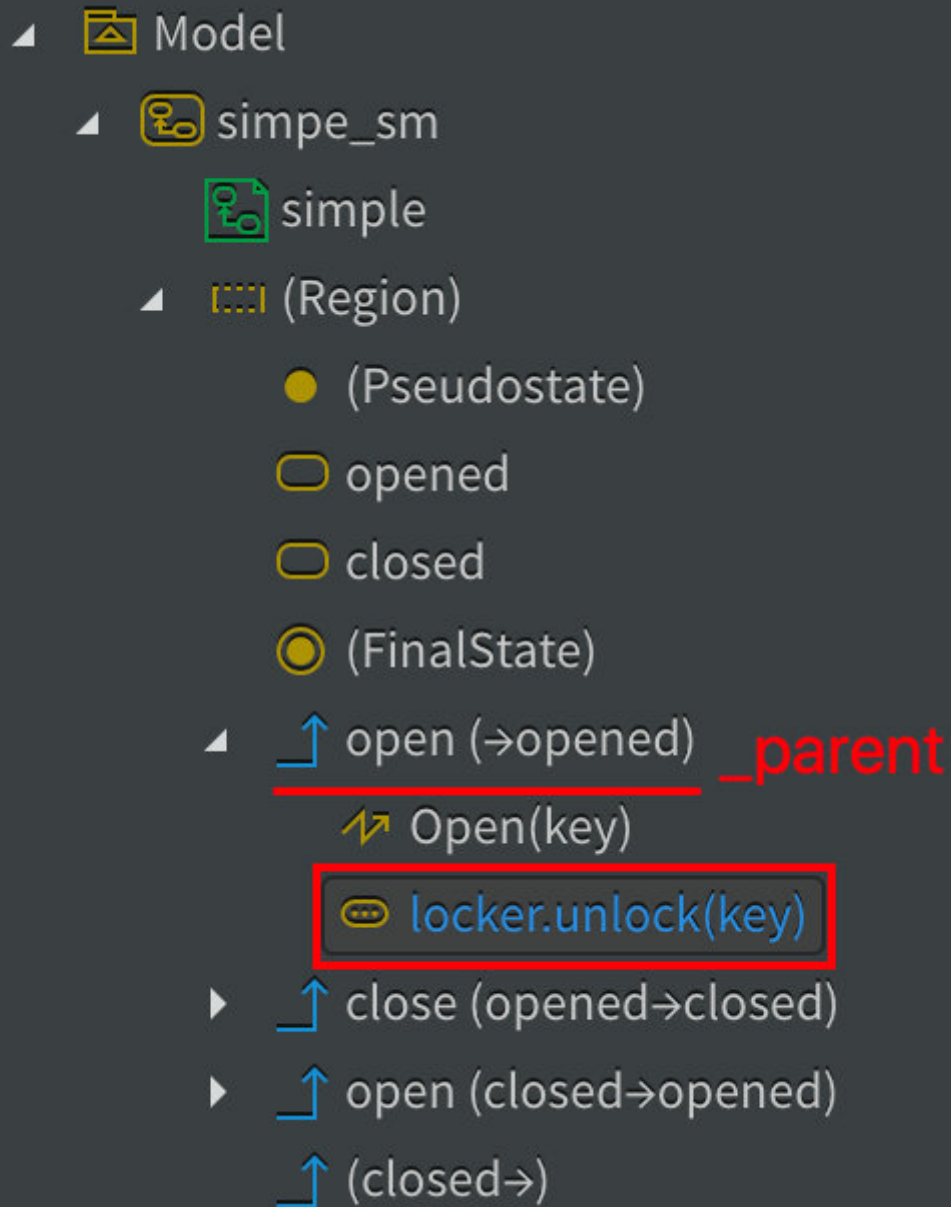 Model
simpe_sm
simple
(Region)
(Pseudostate)
opened
closed
(FinalState)
open (→opened) _parent
Open(key)
locker.unlock(key)
close (opened→closed)
open (closed→opened)
(closed→)